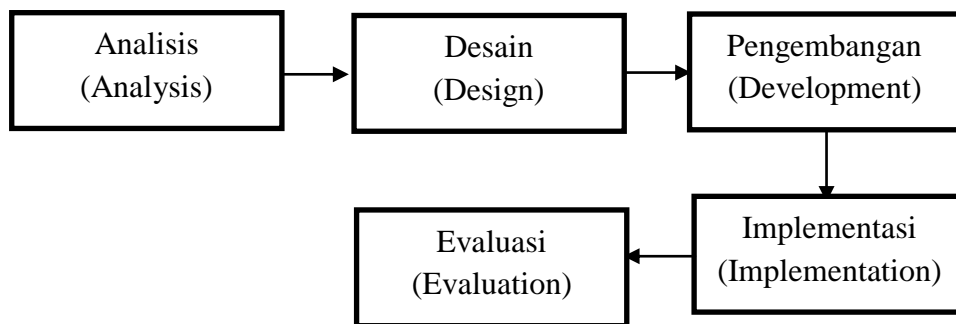 Analisis
(Analysis)
Desain
(Design)
Pengembangan
(Development)
Implementasi
(Implementation)
Evaluasi
(Evaluation)